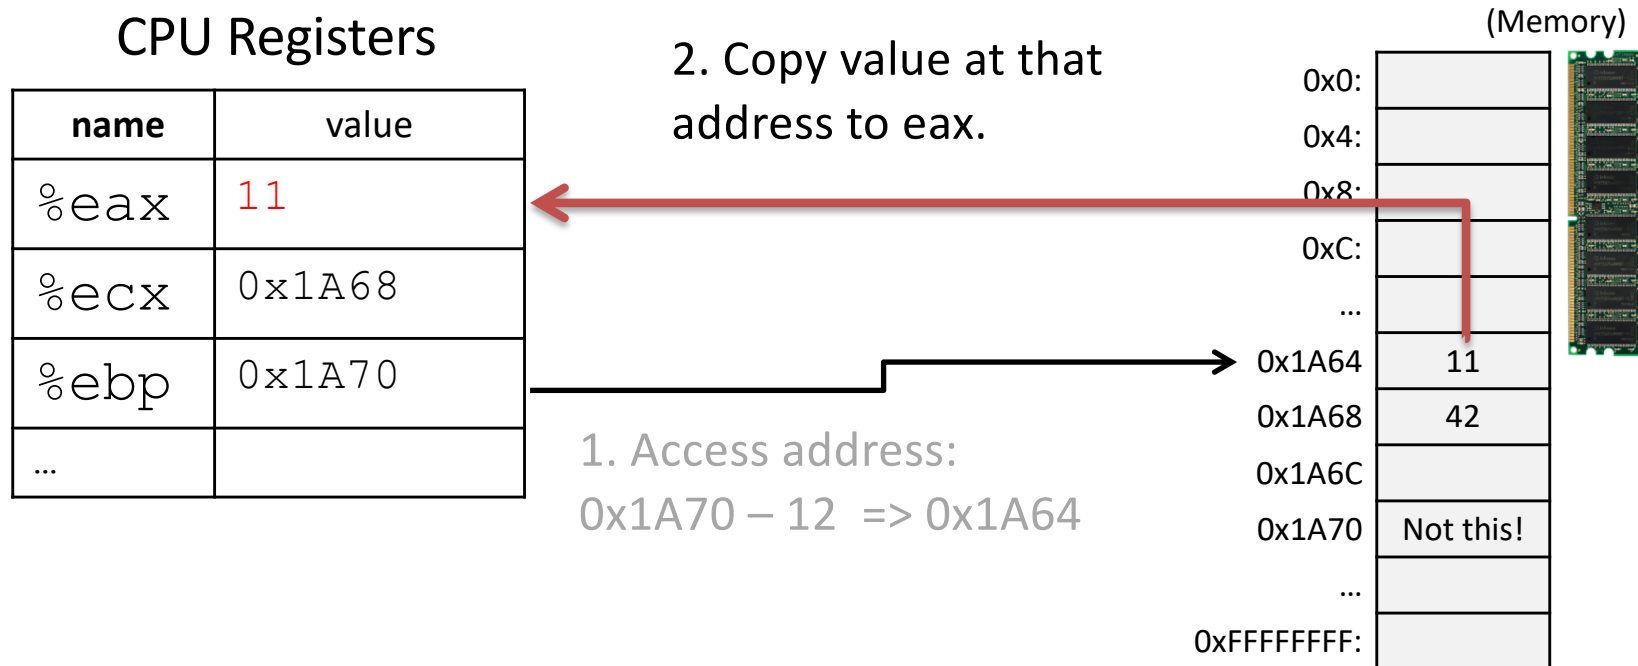 CPU Registers
name value
%eax 11
%ecx 0x1A68
%ebp 0x1A70
…
2. Copy value at that
address to eax.
1. Access address:
0x1A70 – 12 => 0x1A64
(Memory)
0x0:
0x4:
0x8:
0xC:
…
0x1A64 11
0x1A68 42
0x1A6C
0x1A70 Not this!
…
0xFFFFFFFF: